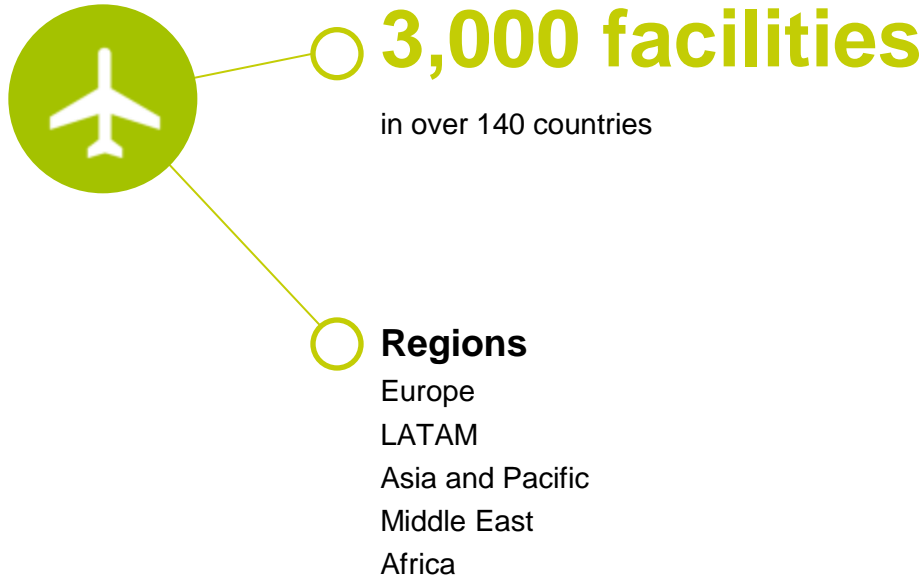 3,000 facilities
in over 140 countries
Regions
Europe
LATAM
Asia and Pacific
Middle East
Africa